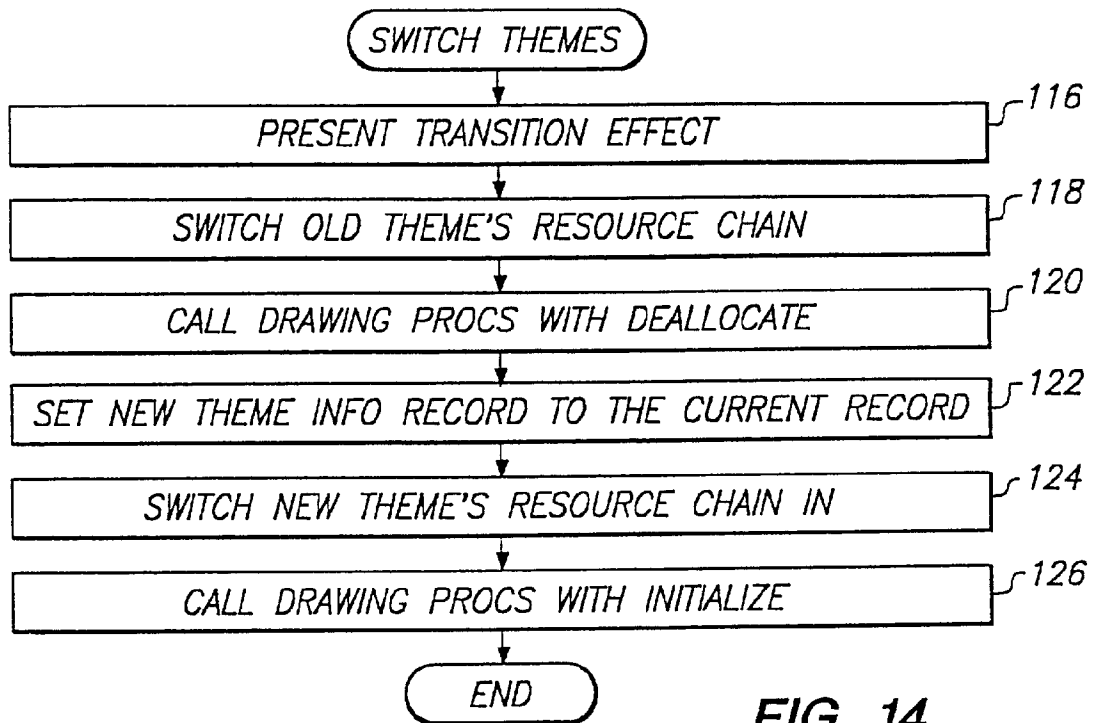 SWITCH THEMES
PRESENT TRANSITION EFFECT
116
SWITCH OLD THEME'S RESOURCE CHAIN
118
CALL DRAWING PROCS WITH DEALLOCATE
120
SET NEW THEME INFO RECORD TO THE CURRENT RECORD
122
SWITCH NEW THEME'S RESOURCE CHAIN IN
124
CALL DRAWING PROCS WITH INITIALIZE
126
END
FIG. 14